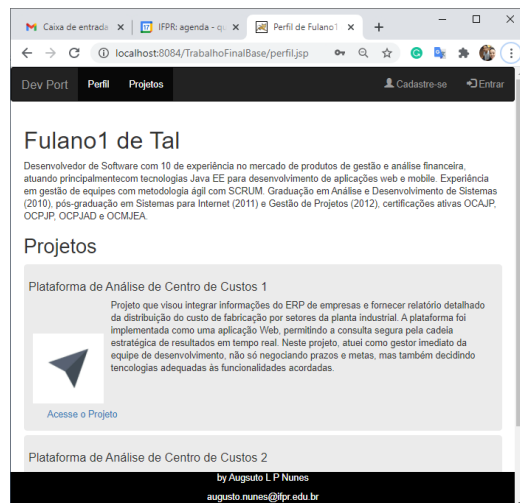 Caixa de entrada
IFPR: agenda - qu
Perfil de Fulano1
localhost:8084/TrabalhoFinalBase/perfil.jsp
Dev Port Perfil Projetos Cadastre-se Entrar
Fulano1 de Tal
Desenvolvedor de Software com 10 de experiência no mercado de produtos de gestão e análise financeira,
atuando principalmentecom tecnologias Java EE para desenvolvimento de aplicações web e mobile. Experiência
em gestão de equipes com metodologia ágil com SCRUM. Graduação em Análise e Desenvolvimento de Sistemas
(2010), pós-graduação em Sistemas para Internet (2011) e Gestão de Projetos (2012), certificações ativas OCAJP,
OCPJP, OCPJAD e OCMJEA.
Projetos
Plataforma de Análise de Centro de Custos 1
Projeto que visou integrar informações do ERP de empresas e fornecer relatório detalhado
da distribuição do custo de fabricação por setores da planta industrial. A plataforma foi
implementada como uma aplicação Web, permitindo a consulta segura pela cadeia
estratégica de resultados em tempo real. Neste projeto, atuei como gestor imediato da
equipe de desenvolvimento, não só negociando prazos e metas, mas também decidindo
tencologias adequadas às funcionalidades acordadas.
Acesse o Projeto
Plataforma de Análise de Centro de Custos 2
by Augsuto L P Nunes
augusto.nunes@ifpr.edu.br